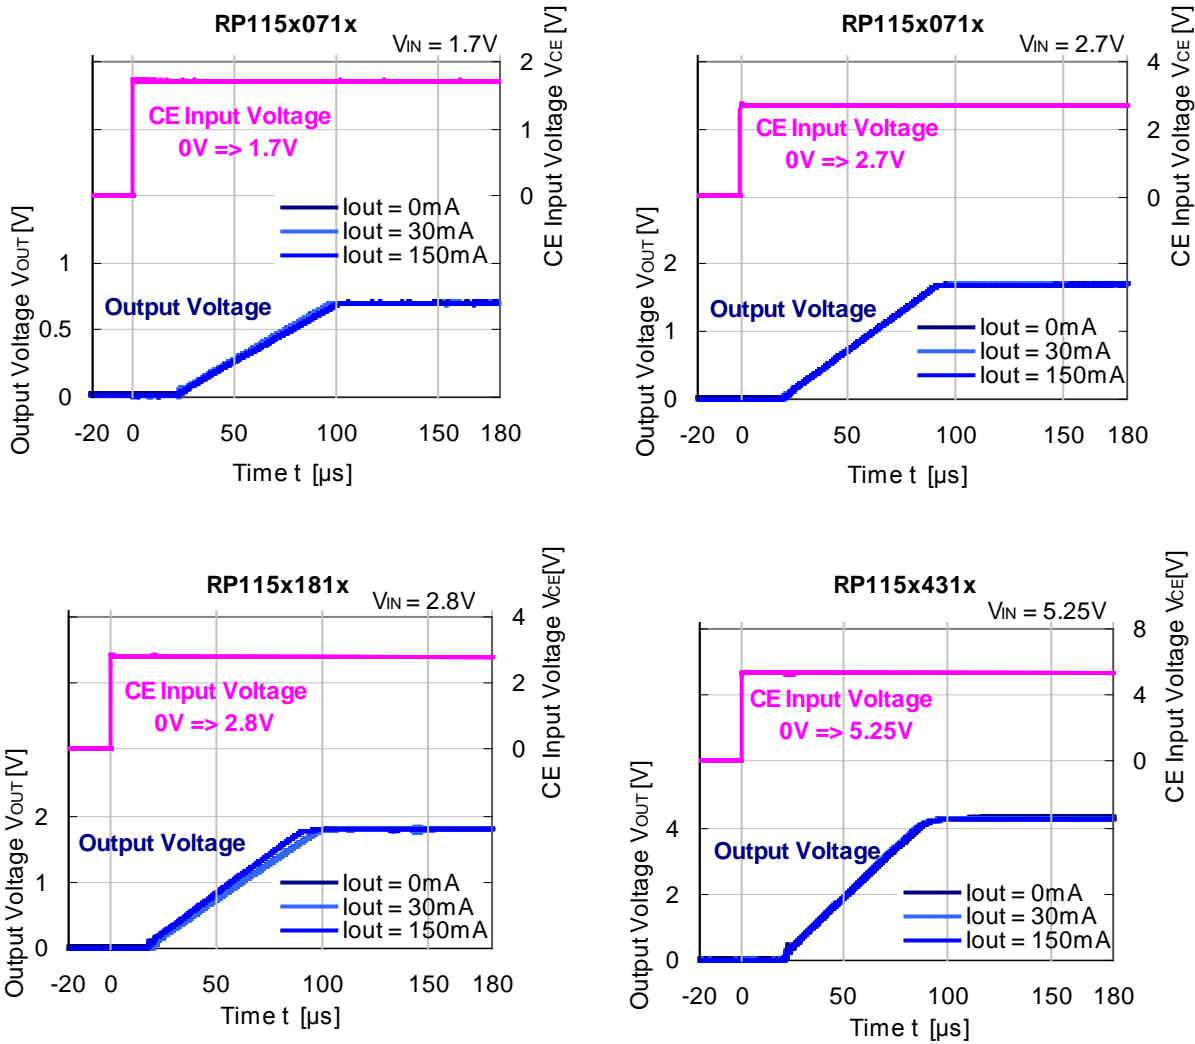 RP115x071x
VIN = 1.7V
CE Input Voltage VCE [V]
2
1
0
CE Input Voltage
0V => 1.7V
Iout = 0mA
Iout = 30mA
Iout = 150mA
Output Voltage VOUT [V]
1
0.5
0
Output Voltage
-20 0 50 100 150 180
Time t [µs]
RP115x071x
VIN = 2.7V
CE Input Voltage VCE [V]
4
2
0
CE Input Voltage
0V => 2.7V
Output Voltage VOUT [V]
2
1
0
Output Voltage
Iout = 0mA
Iout = 30mA
Iout = 150mA
-20 0 50 100 150 180
Time t [µs]
RP115x181x
VIN = 2.8V
CE Input Voltage VCE[V]
4
2
0
CE Input Voltage
0V => 2.8V
Output Voltage VOUT [V]
2
1
0
Output Voltage
Iout = 0mA
Iout = 30mA
Iout = 150mA
-20 0 50 100 150 180
Time t [µs]
RP115x431x
VIN = 5.25V
CE Input Voltage VCE[V]
8
4
0
CE Input Voltage
0V => 5.25V
Output Voltage VOUT [V]
4
2
0
Output Voltage
Iout = 0mA
Iout = 30mA
Iout = 150mA
-20 0 50 100 150 180
Time t [µs]